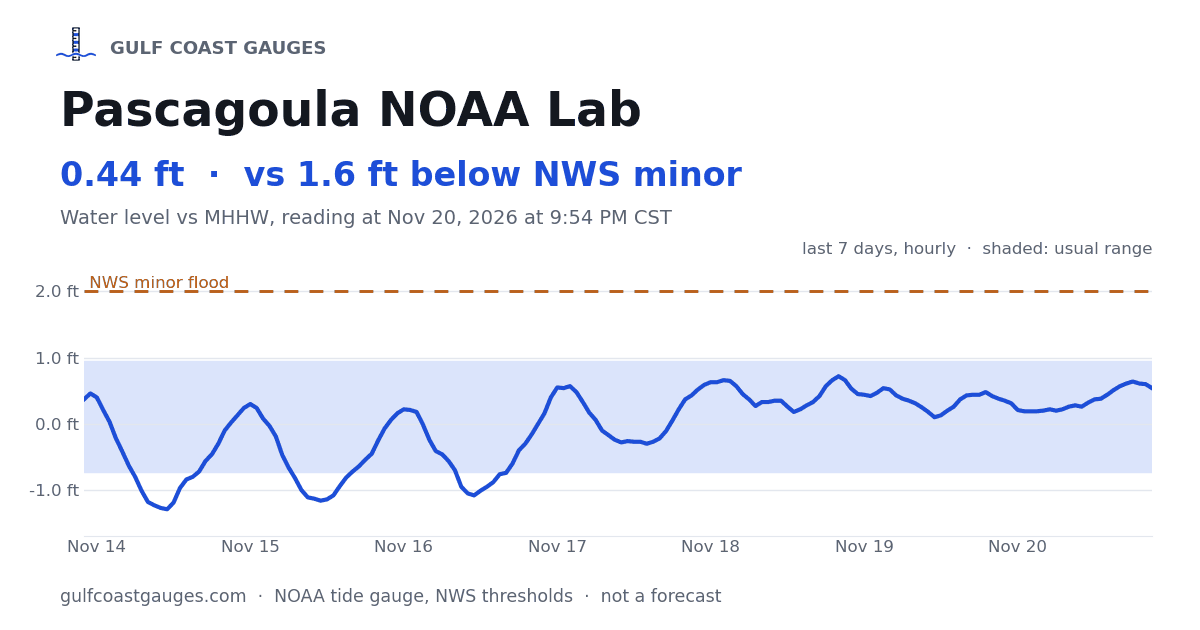 GULF COAST GAUGES
Pascagoula NOAA Lab
0.44 ft · vs 1.6 ft below NWS minor
Water level vs MHHW, reading at Nov 20, 2026 at 9:54 PM CST
last 7 days, hourly · shaded: usual range
NWS minor flood
2.0 ft
1.0 ft
0.0 ft
-1.0 ft
Nov 14 Nov 15 Nov 16 Nov 17 Nov 18 Nov 19 Nov 20
gulfcoastgauges.com · NOAA tide gauge, NWS thresholds · not a forecast